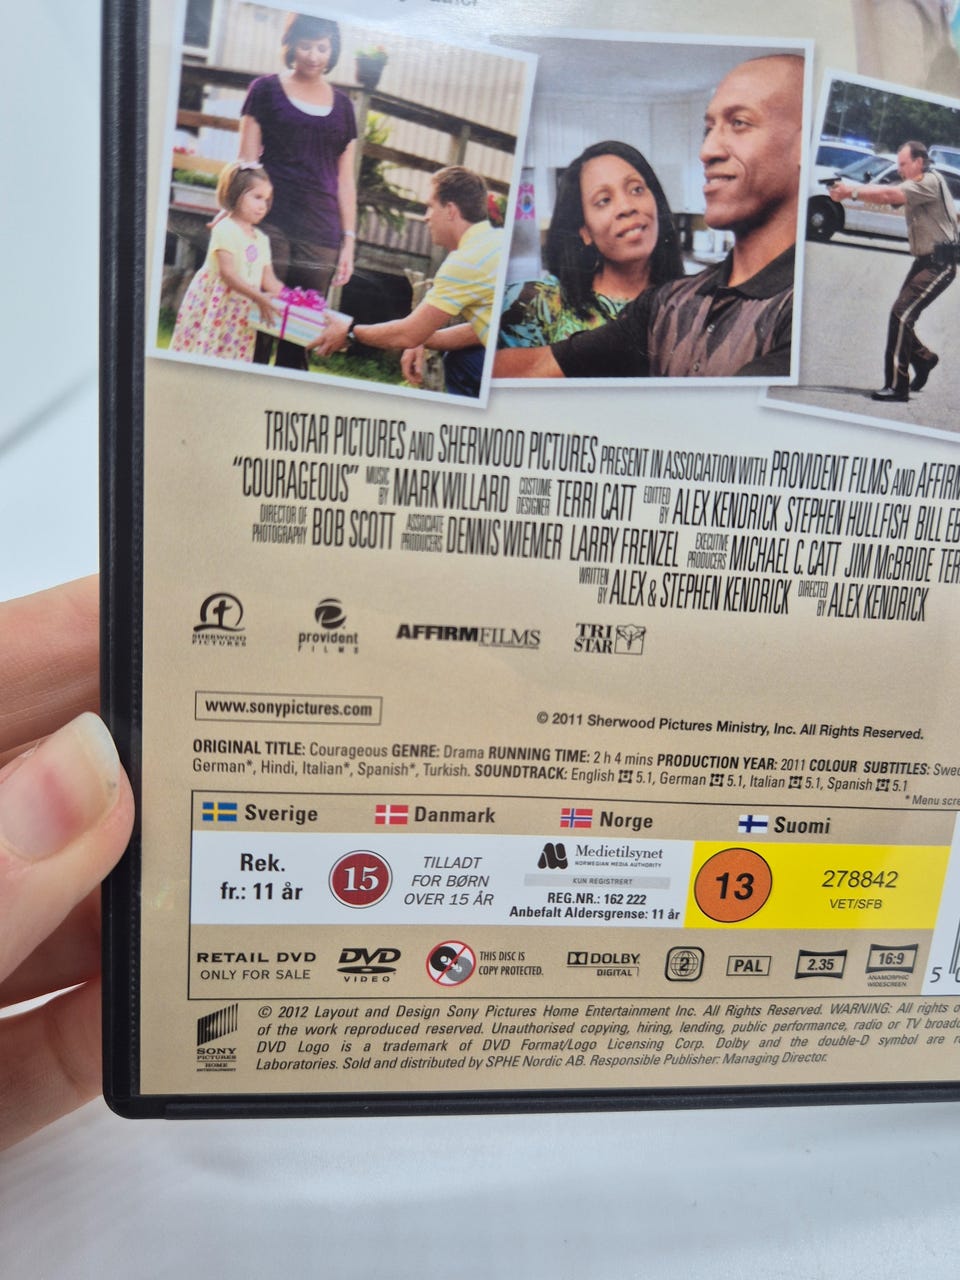 TRISTAR PICTURES AND SHERWOOD PICTURES PRESENT IN ASSOCIATION WITH PROVIDENT FILMS AND AFFIRM
“COURAGEOUS” MUSIC BY MARK WILLARD COSTUME DESIGNER TERRI CATT EDITED BY ALEX KENDRICK STEPHEN HULLFISH BILL EB
DIRECTOR OF PHOTOGRAPHY BOB SCOTT ASSOCIATE PRODUCERS DENNIS WIEMER LARRY FRENZEL EXECUTIVE PRODUCERS MICHAEL C. CATT JIM McBRIDE TER
WRITTEN BY ALEX & STEPHEN KENDRICK DIRECTED BY ALEX KENDRICK
SHERWOOD PICTURES
provident FILMS
AFFIRM FILMS
TRI STAR
www.sonypictures.com
© 2011 Sherwood Pictures Ministry, Inc. All Rights Reserved.
ORIGINAL TITLE: Courageous GENRE: Drama RUNNING TIME: 2 h 4 mins PRODUCTION YEAR: 2011 COLOUR SUBTITLES: Swed
German*, Hindi, Italian*, Spanish*, Turkish. SOUNDTRACK: English 5.1, German 5.1, Italian 5.1, Spanish 5.1
* Menu scre
Sverige Danmark Norge Suomi
Rek.
fr.: 11 år
15
TILLADT
FOR BØRN
OVER 15 ÅR
Medietilsynet
NORWEGIAN MEDIA AUTHORITY
KUN REGISTRERT
REG.NR.: 162 222
Anbefalt Aldersgrense: 11 år
13
278842
VET/SFB
RETAIL DVD
ONLY FOR SALE
DVD
VIDEO
THIS DISC IS
COPY PROTECTED.
DOLBY
DIGITAL
2
PAL
2.35
16:9
ANAMORPHIC
WIDESCREEN
5
SONY
PICTURES
HOME
ENTERTAINMENT
© 2012 Layout and Design Sony Pictures Home Entertainment Inc. All Rights Reserved. WARNING: All rights o
of the work reproduced reserved. Unauthorised copying, hiring, lending, public performance, radio or TV broadc
DVD Logo is a trademark of DVD Format/Logo Licensing Corp. Dolby and the double-D symbol are re
Laboratories. Sold and distributed by SPHE Nordic AB. Responsible Publisher: Managing Director.